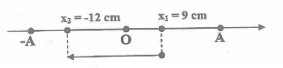 x₂ = -12 cm x₁ = 9 cm
-A O A